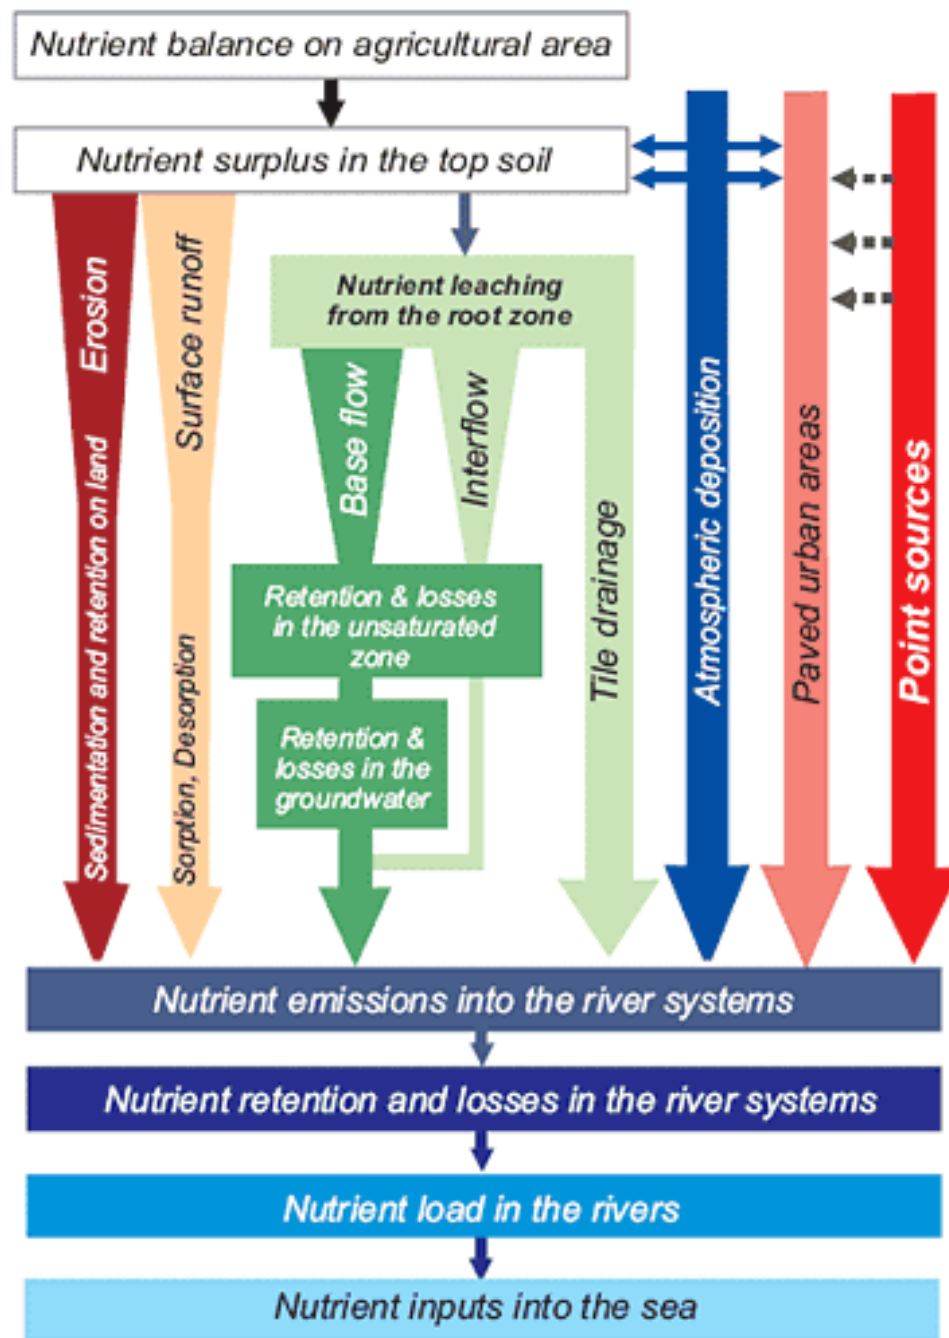 Nutrient balance on agricultural area
Nutrient surplus in the top soil
Erosion
Sedimentation and retention on land
Surface runoff
Sorption, Desorption
Nutrient leaching
from the root zone
Base flow
Interflow
Retention & losses
in the unsaturated
zone
Retention &
losses in the
groundwater
Tile drainage
Atmospheric deposition
Paved urban areas
Point sources
Nutrient emissions into the river systems
Nutrient retention and losses in the river systems
Nutrient load in the rivers
Nutrient inputs into the sea